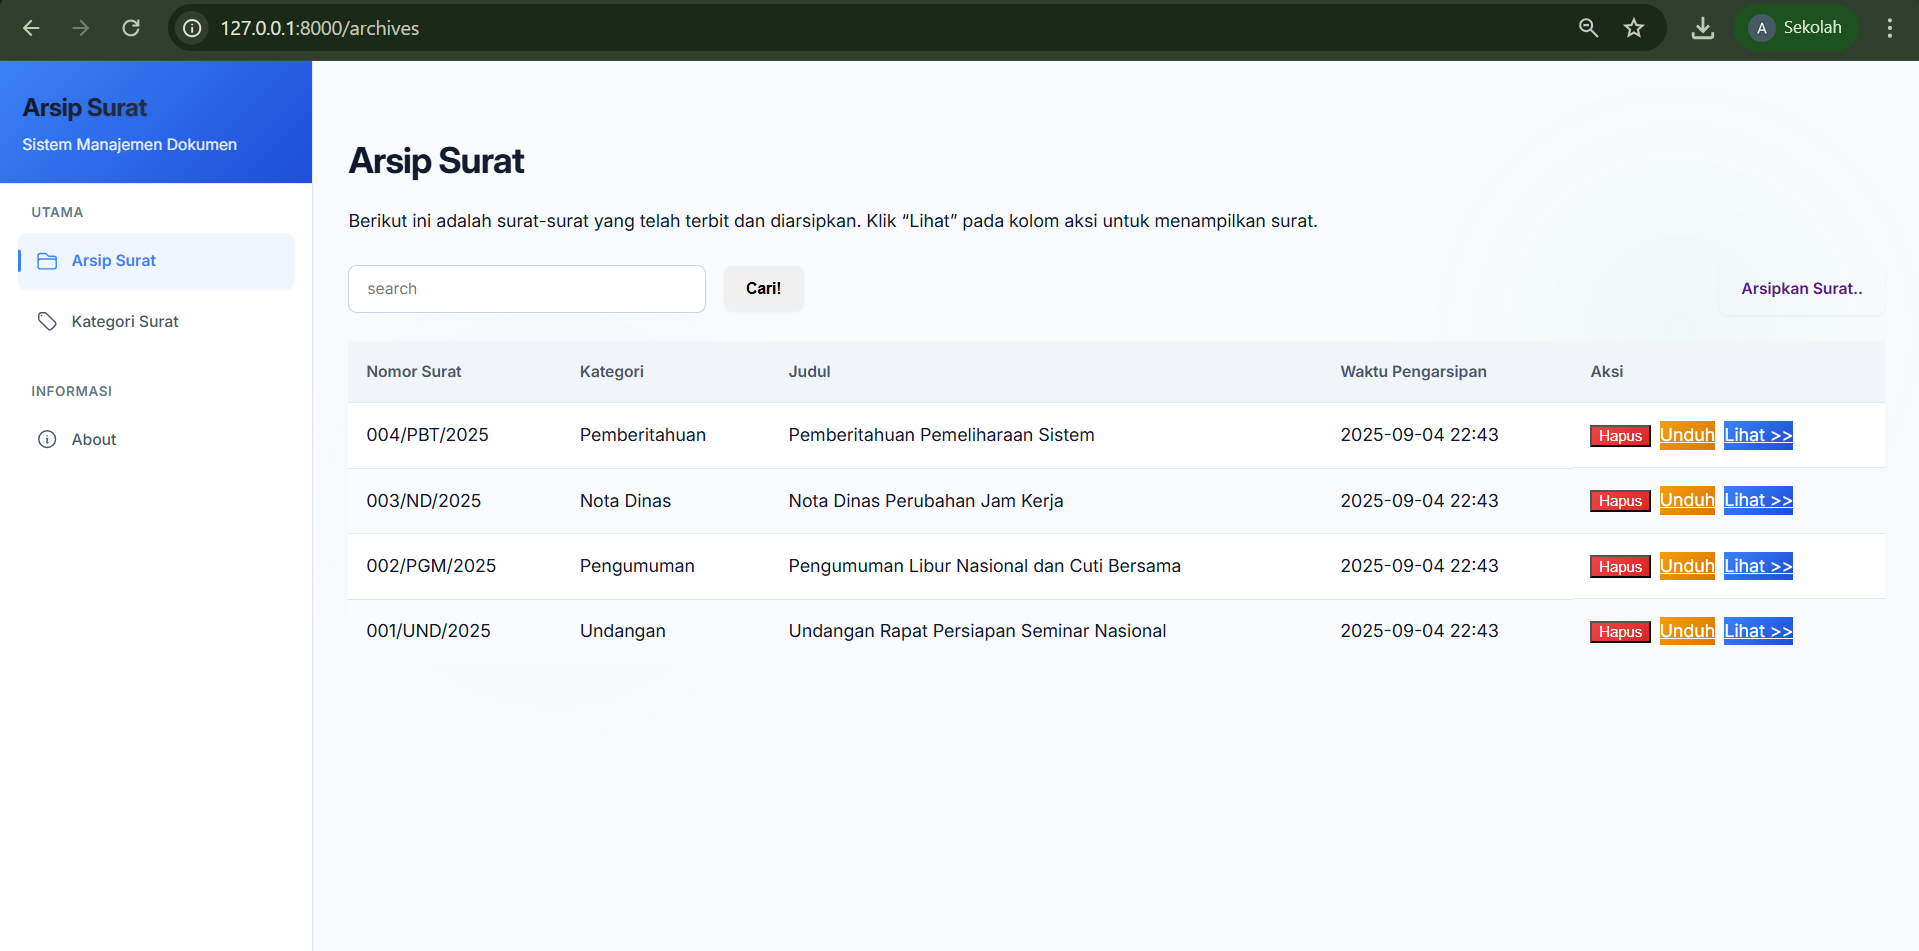 127.0.0.1:8000/archives
A Sekolah
Arsip Surat
Sistem Manajemen Dokumen
UTAMA
Arsip Surat
Kategori Surat
INFORMASI
About
Arsip Surat
Berikut ini adalah surat-surat yang telah terbit dan diarsipkan. Klik “Lihat” pada kolom aksi untuk menampilkan surat.
search Cari! Arsipkan Surat..
Nomor Surat Kategori Judul Waktu Pengarsipan Aksi
004/PBT/2025 Pemberitahuan Pemberitahuan Pemeliharaan Sistem 2025-09-04 22:43 Hapus Unduh Lihat >>
003/ND/2025 Nota Dinas Nota Dinas Perubahan Jam Kerja 2025-09-04 22:43 Hapus Unduh Lihat >>
002/PGM/2025 Pengumuman Pengumuman Libur Nasional dan Cuti Bersama 2025-09-04 22:43 Hapus Unduh Lihat >>
001/UND/2025 Undangan Undangan Rapat Persiapan Seminar Nasional 2025-09-04 22:43 Hapus Unduh Lihat >>